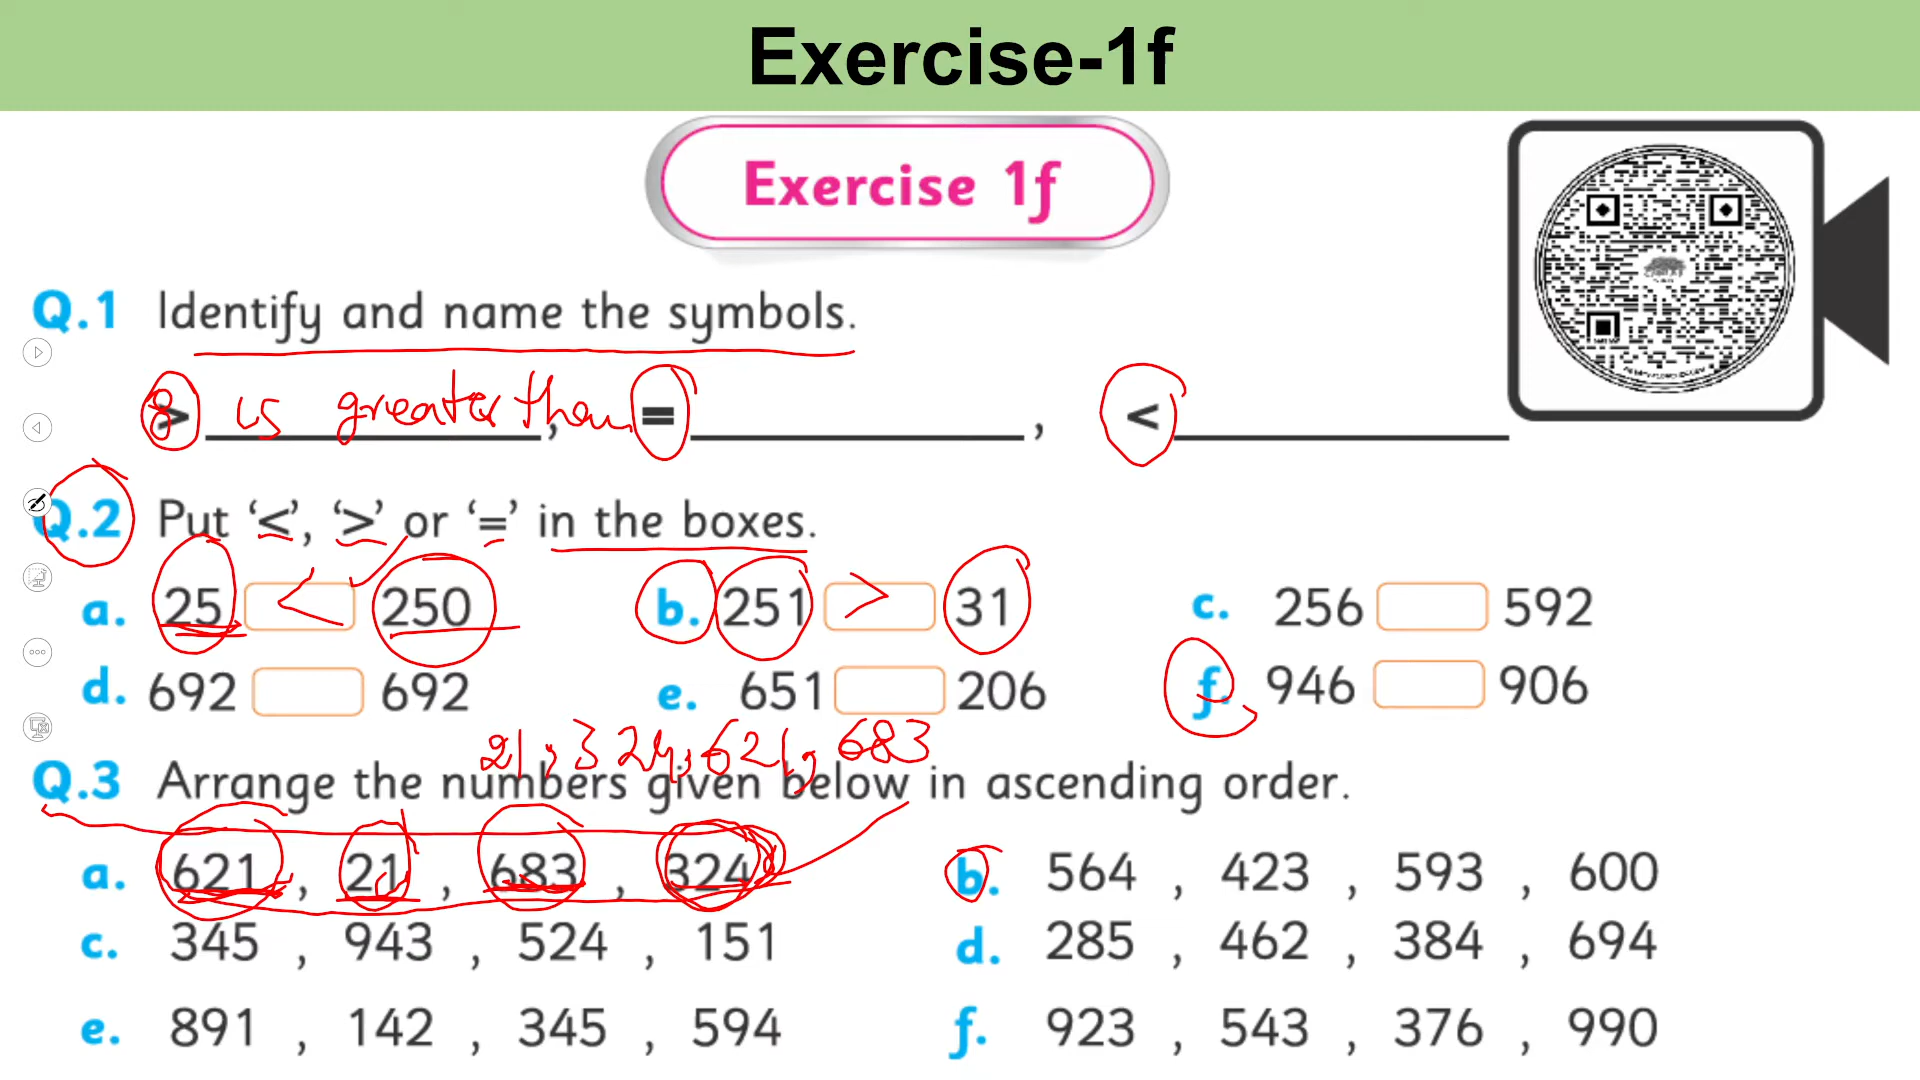 Exercise-1f
Exercise 1f
Q.1 Identify and name the symbols.
> is greater than, = ____________, < ____________
Q.2 Put ‘<’, ‘>’ or ‘=’ in the boxes.
a. 25 < 250 b. 251 > 31 c. 256 592
d. 692 692 e. 651 206 f. 946 906
21, 324, 621, 683
Q.3 Arrange the numbers given below in ascending order.
a. 621 , 21 , 683 , 324 b. 564 , 423 , 593 , 600
c. 345 , 943 , 524 , 151 d. 285 , 462 , 384 , 694
e. 891 , 142 , 345 , 594 f. 923 , 543 , 376 , 990